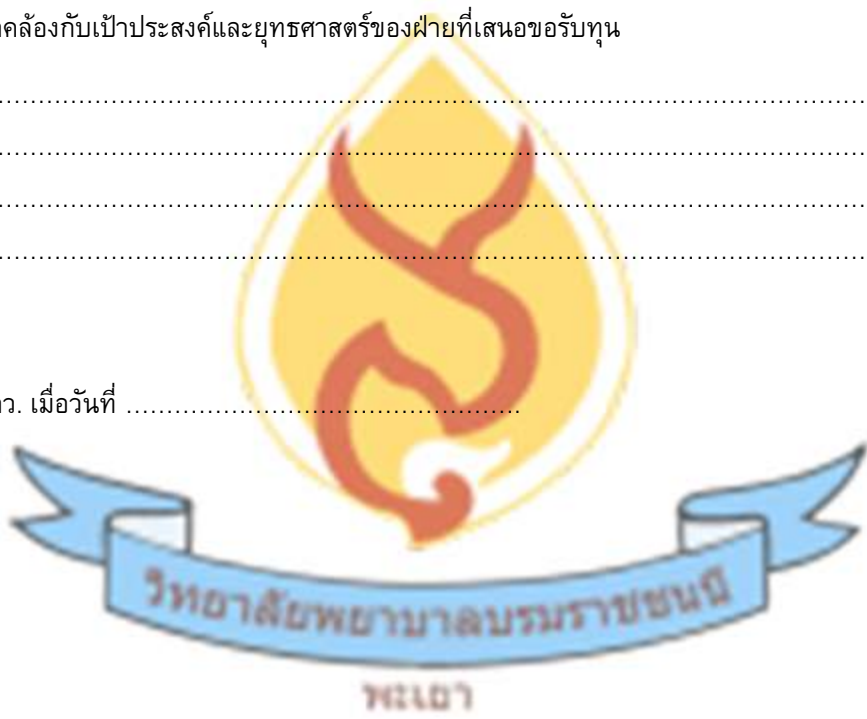 คล้องกับเป้าประสงค์และยุทธศาสตร์ของฝ่ายที่เสนอขอรับทุน
……………………………………………………………………………………
……………………………………………………………………………………
……………………………………………………………………………………
……………………………………………………………………………………
ว. เมื่อวันที่ ……………………………………………..
วิทยาลัยพยาบาลบรมราชชนนี
พะเยา